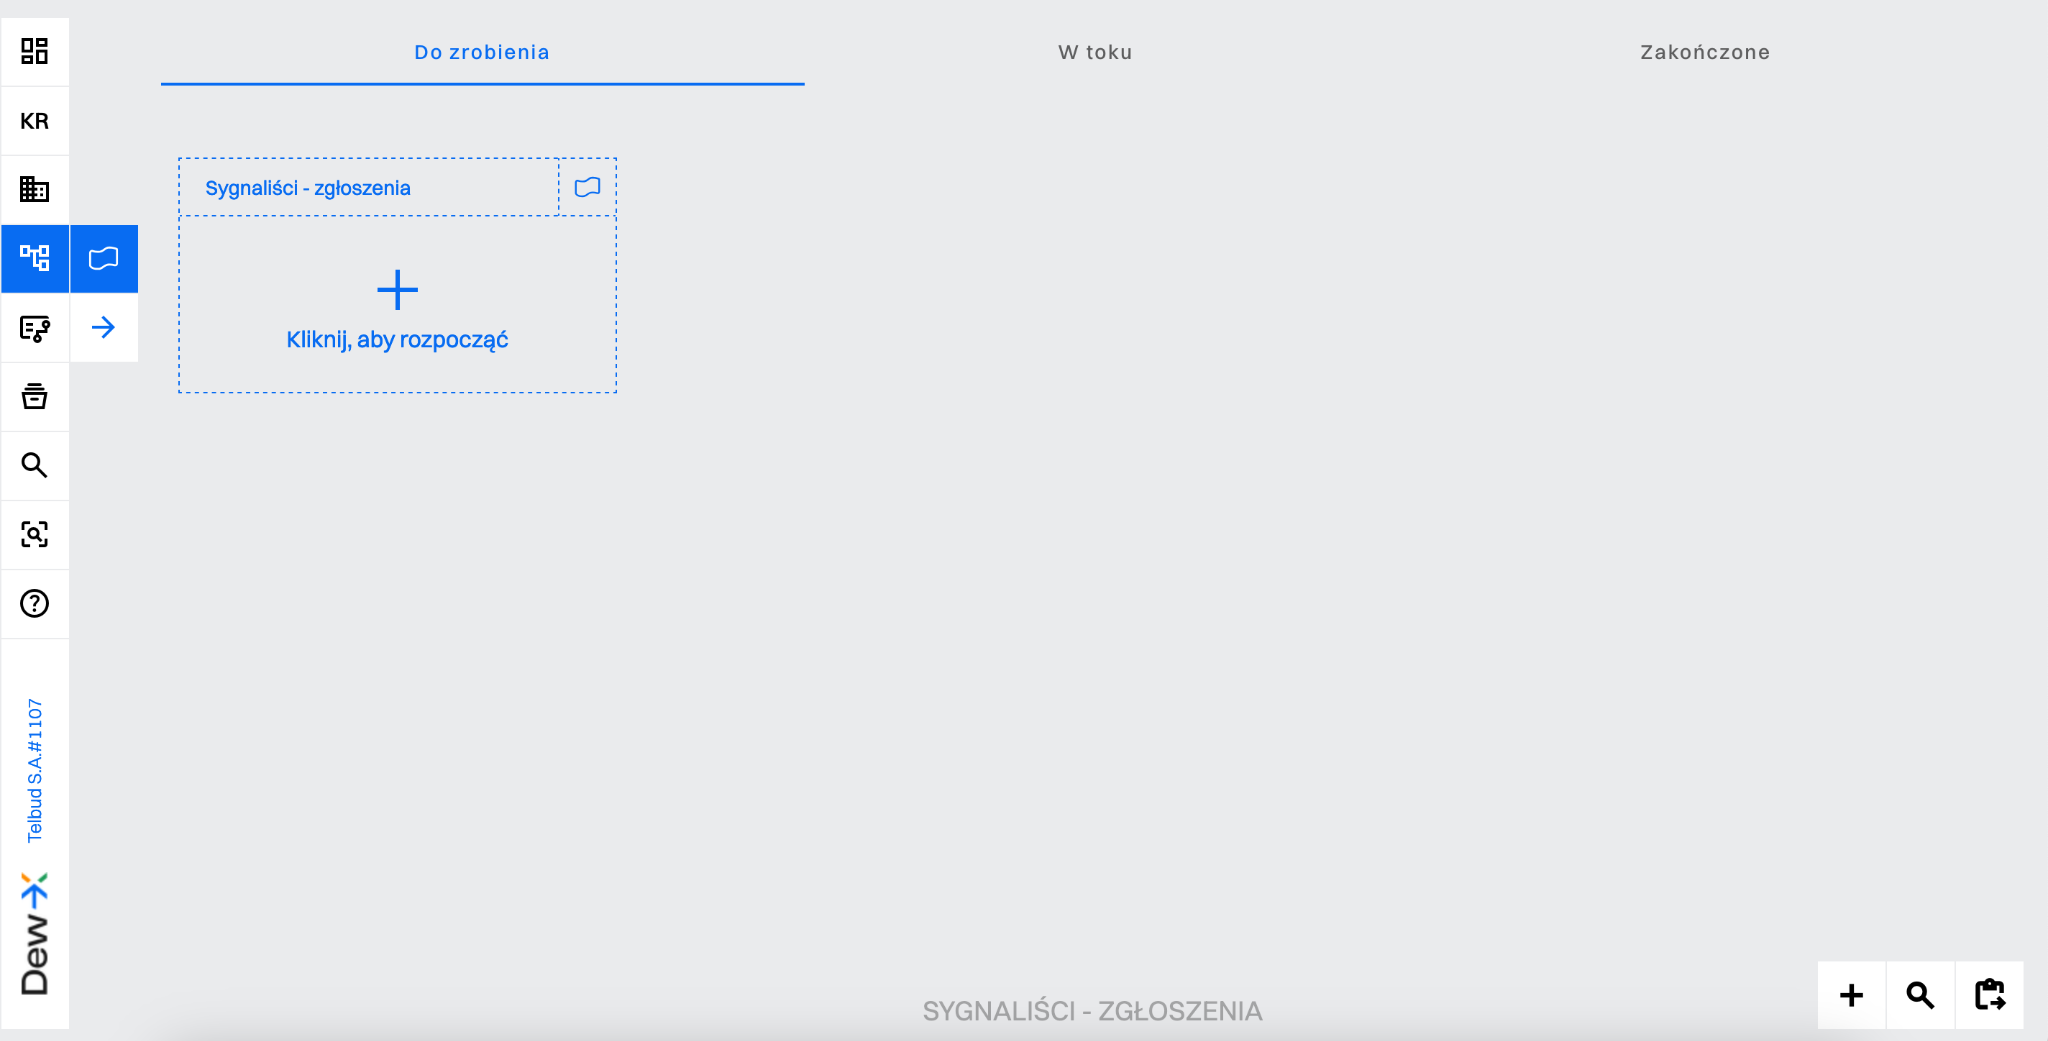 Do zrobienia
W toku
Zakończone
KR
Sygnaliści - zgłoszenia
Kliknij, aby rozpocząć
Telbud S.A.#1107
Dew
SYGNALIŚCI - ZGŁOSZENIA